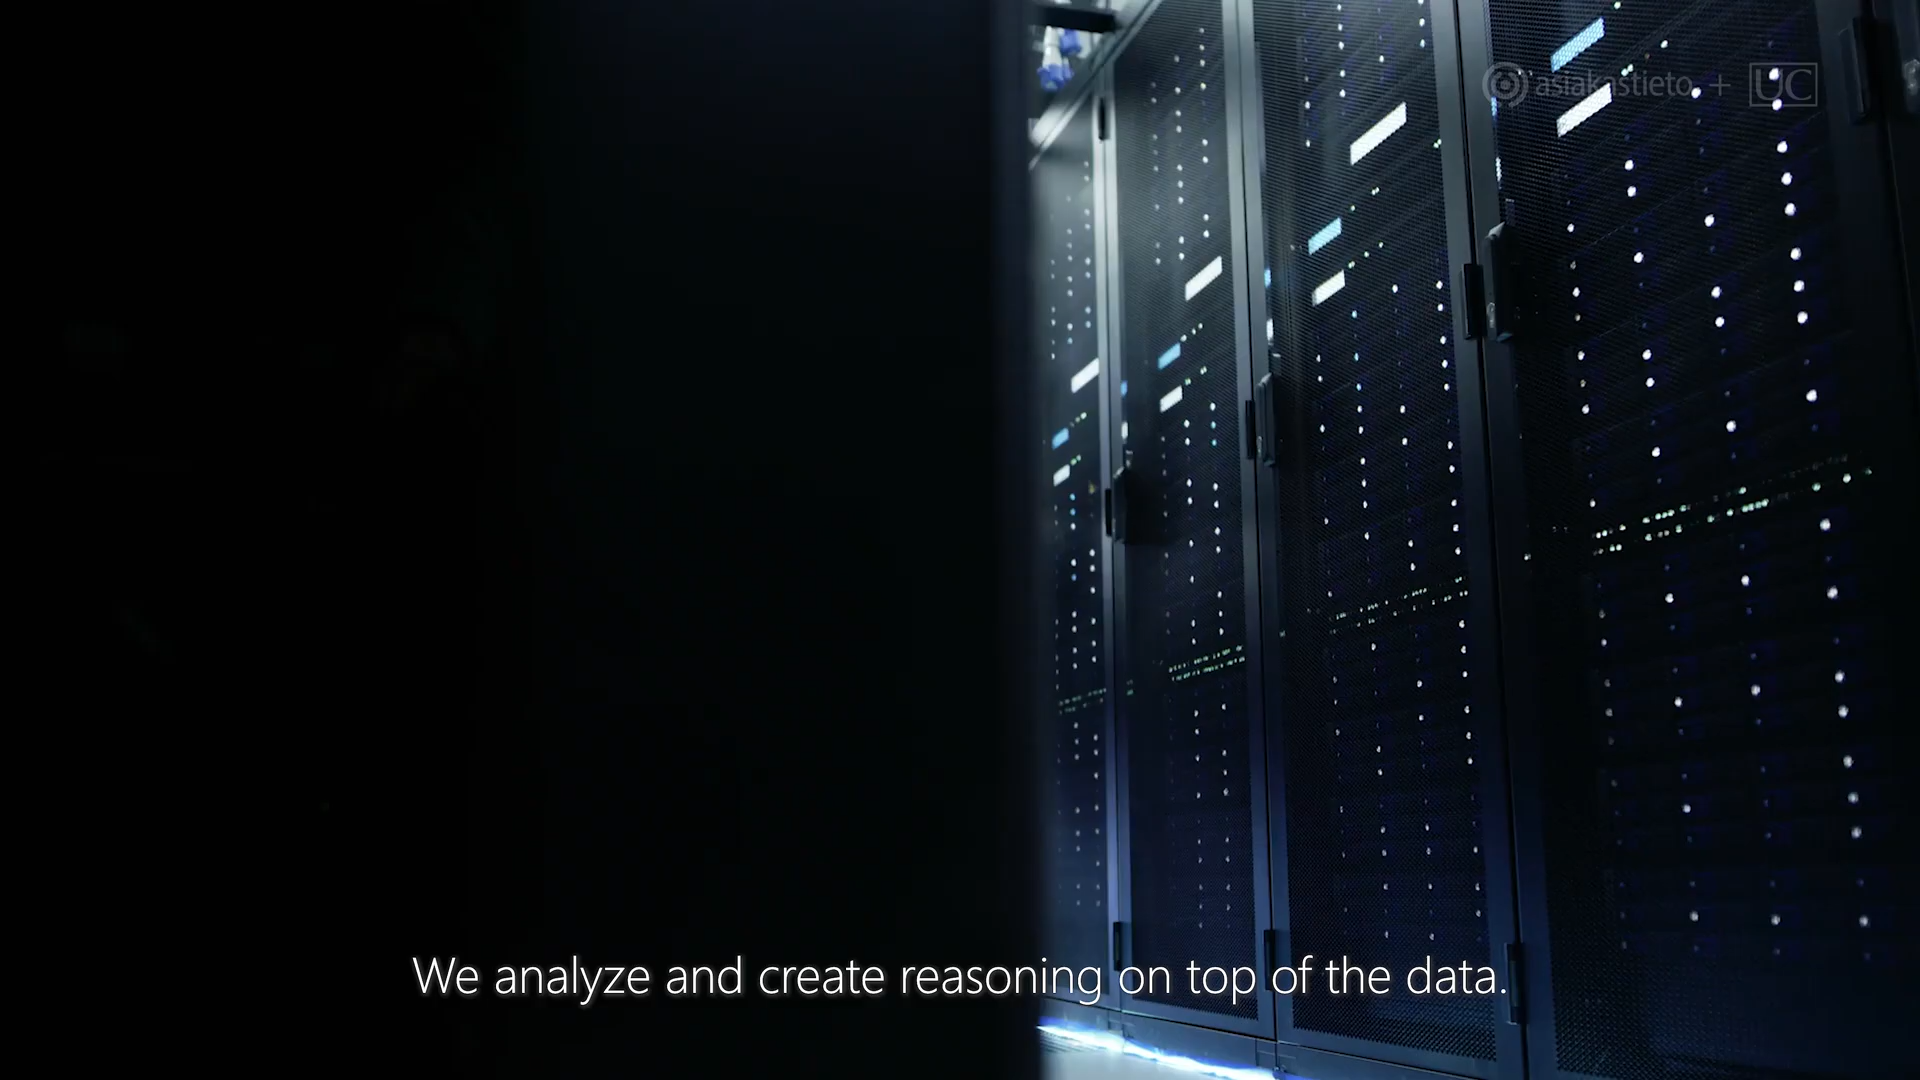 asiakastieto + UC
We analyze and create reasoning on top of the data.